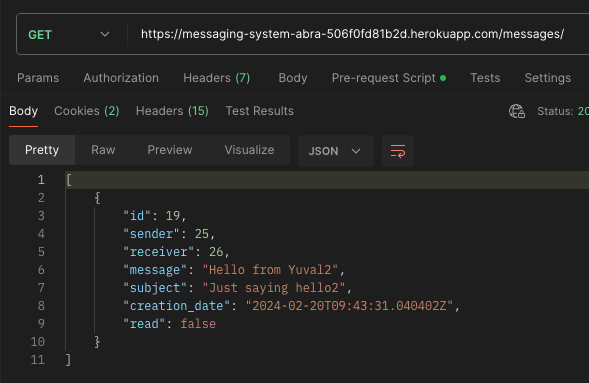 GET https://messaging-system-abra-506f0fd81b2d.herokuapp.com/messages/
Params Authorization Headers (7) Body Pre-request Script Tests Settings
Body Cookies (2) Headers (15) Test Results Status: 20
Pretty Raw Preview Visualize JSON
1 [
2 {
3 "id": 19,
4 "sender": 25,
5 "receiver": 26,
6 "message": "Hello from Yuval2",
7 "subject": "Just saying hello2",
8 "creation_date": "2024-02-20T09:43:31.040402Z",
9 "read": false
10 }
11 ]